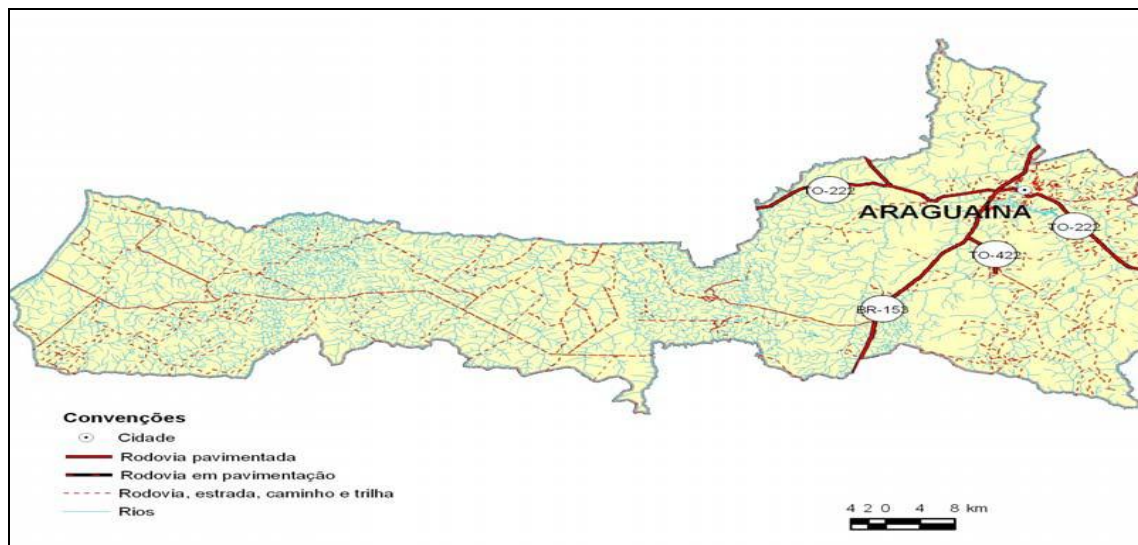 TO-222
ARAGUAINA
TO-222
TO-422
BR-153
Convenções
Cidade
Rodovia pavimentada
Rodovia em pavimentação
Rodovia, estrada, caminho e trilha
Rios
4 2 0 4 8 km